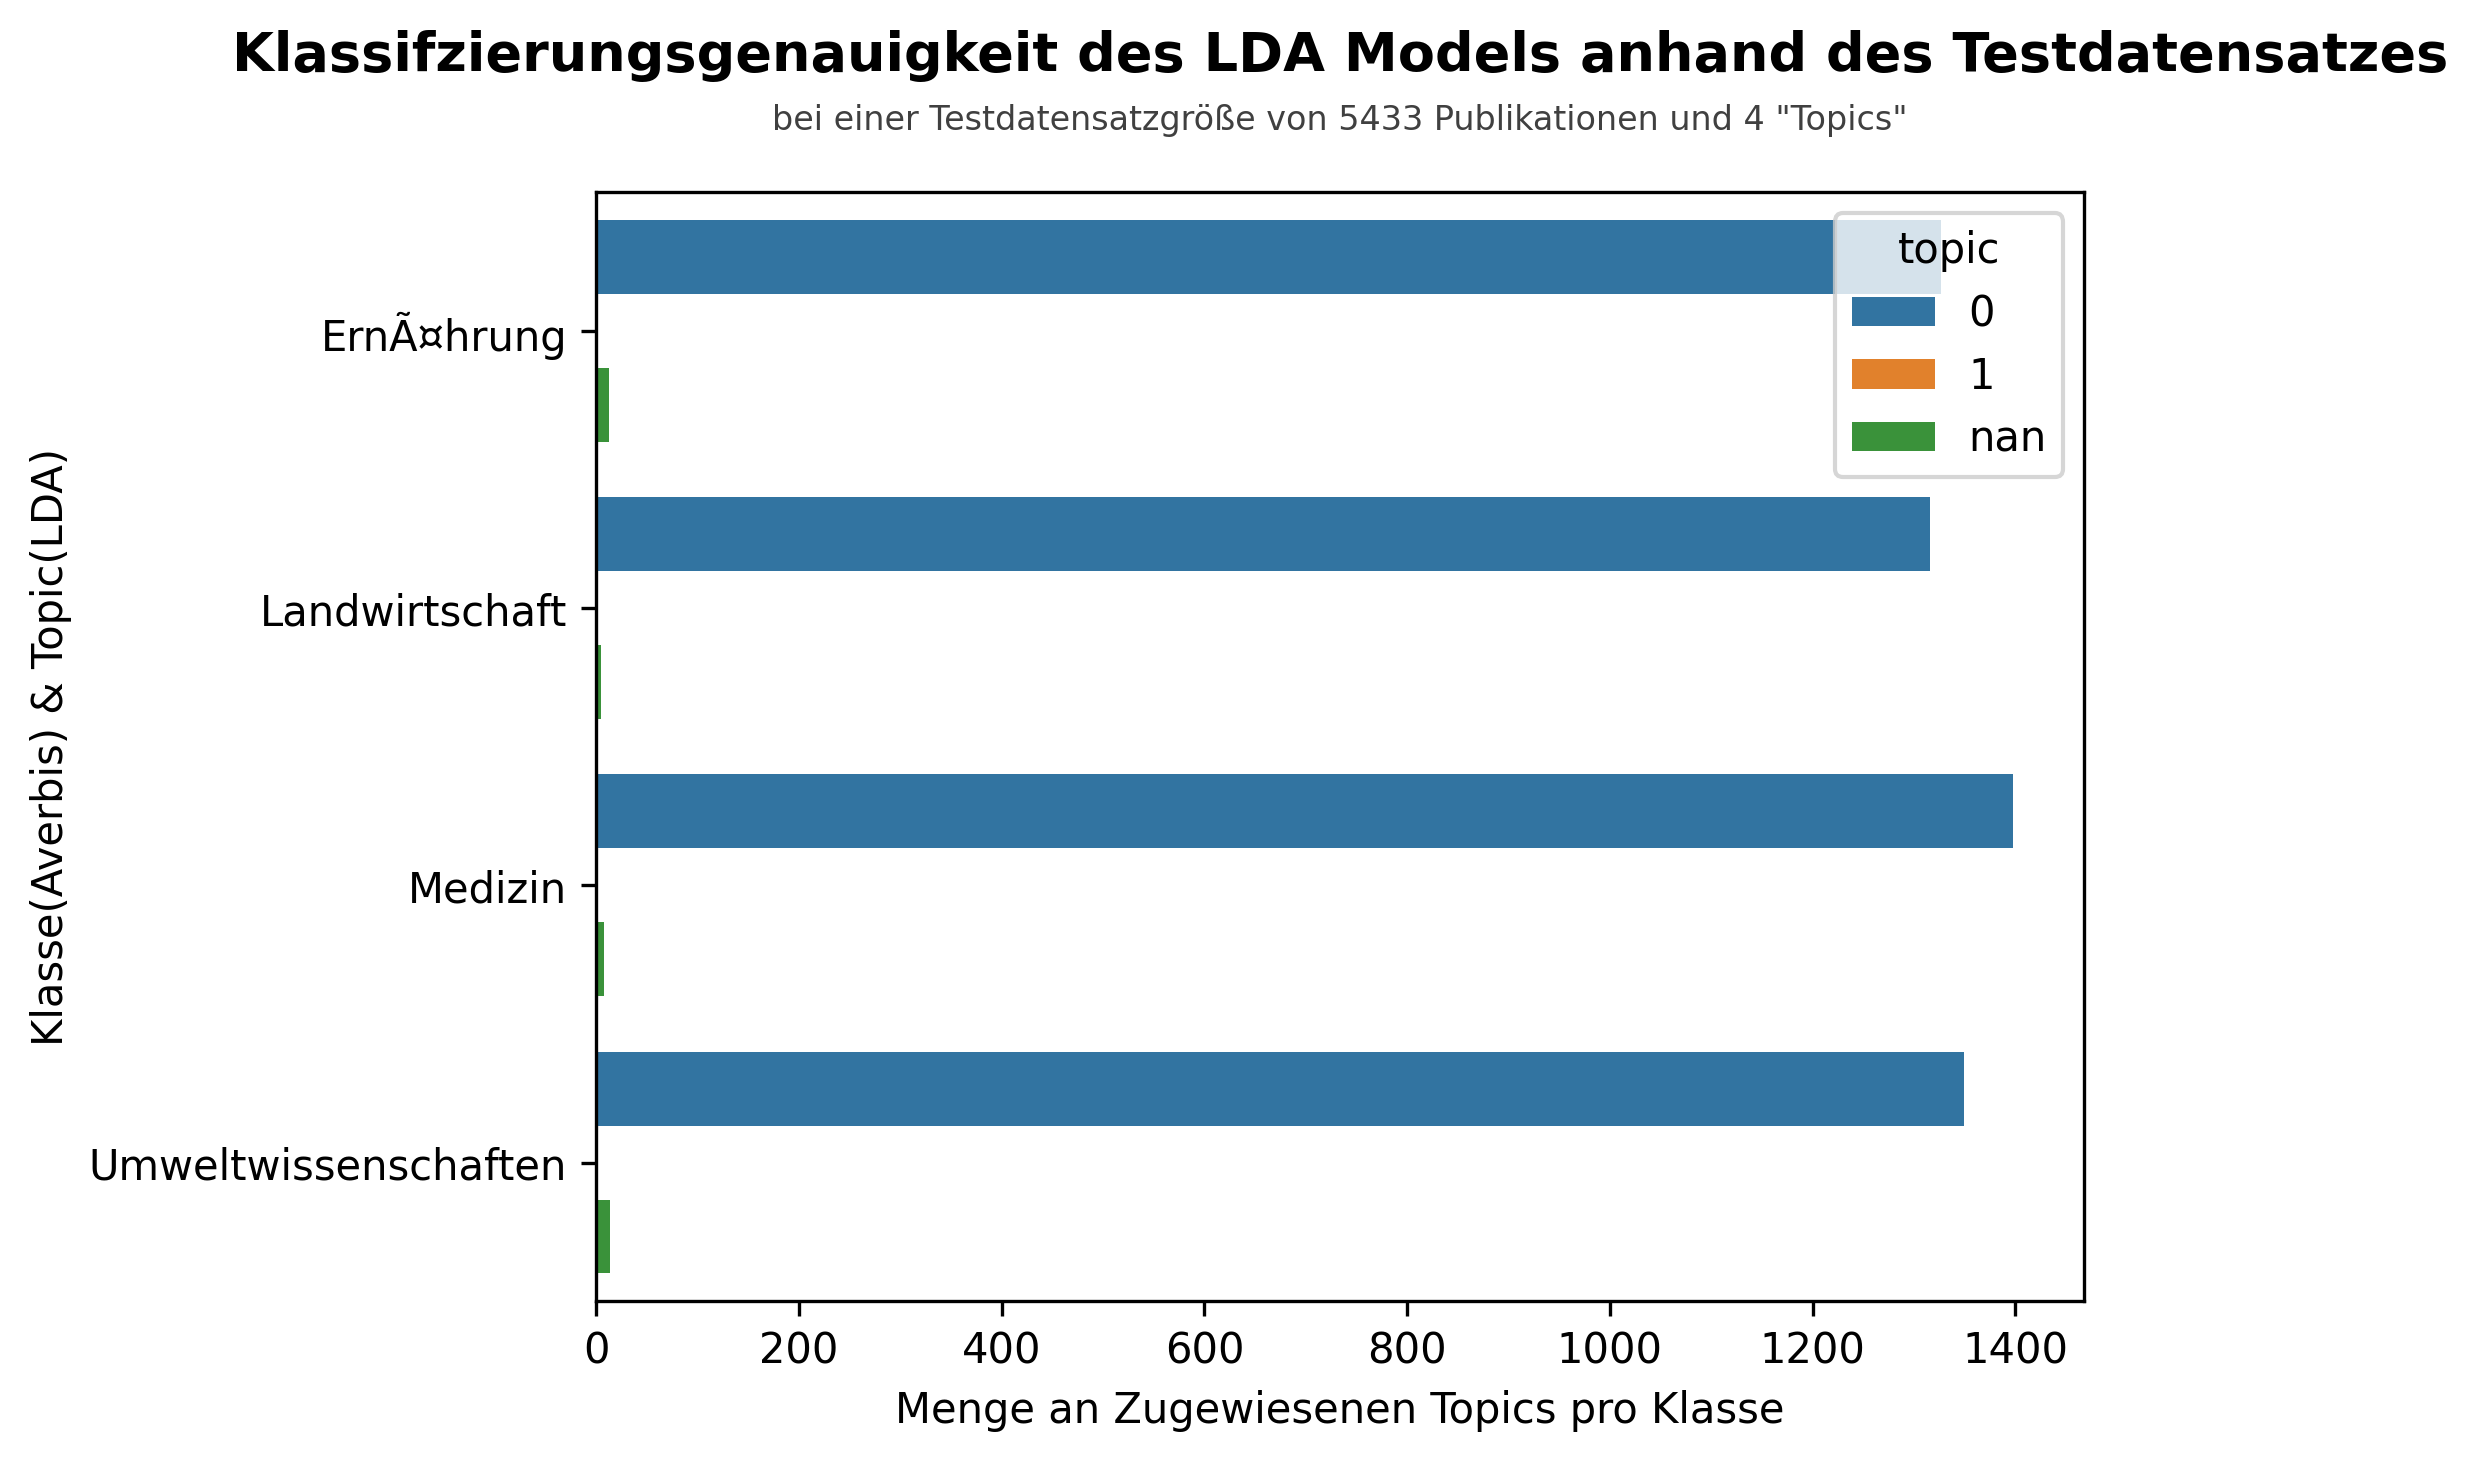 Klassifzierungsgenauigkeit des LDA Models anhand des Testdatensatzes
bei einer Testdatensatzgröße von 5433 Publikationen und 4 "Topics"
topic
0
1
nan
ErnÃ¤hrung
Landwirtschaft
Medizin
Umweltwissenschaften
Klasse(Averbis) & Topic(LDA)
0 200 400 600 800 1000 1200 1400
Menge an Zugewiesenen Topics pro Klasse